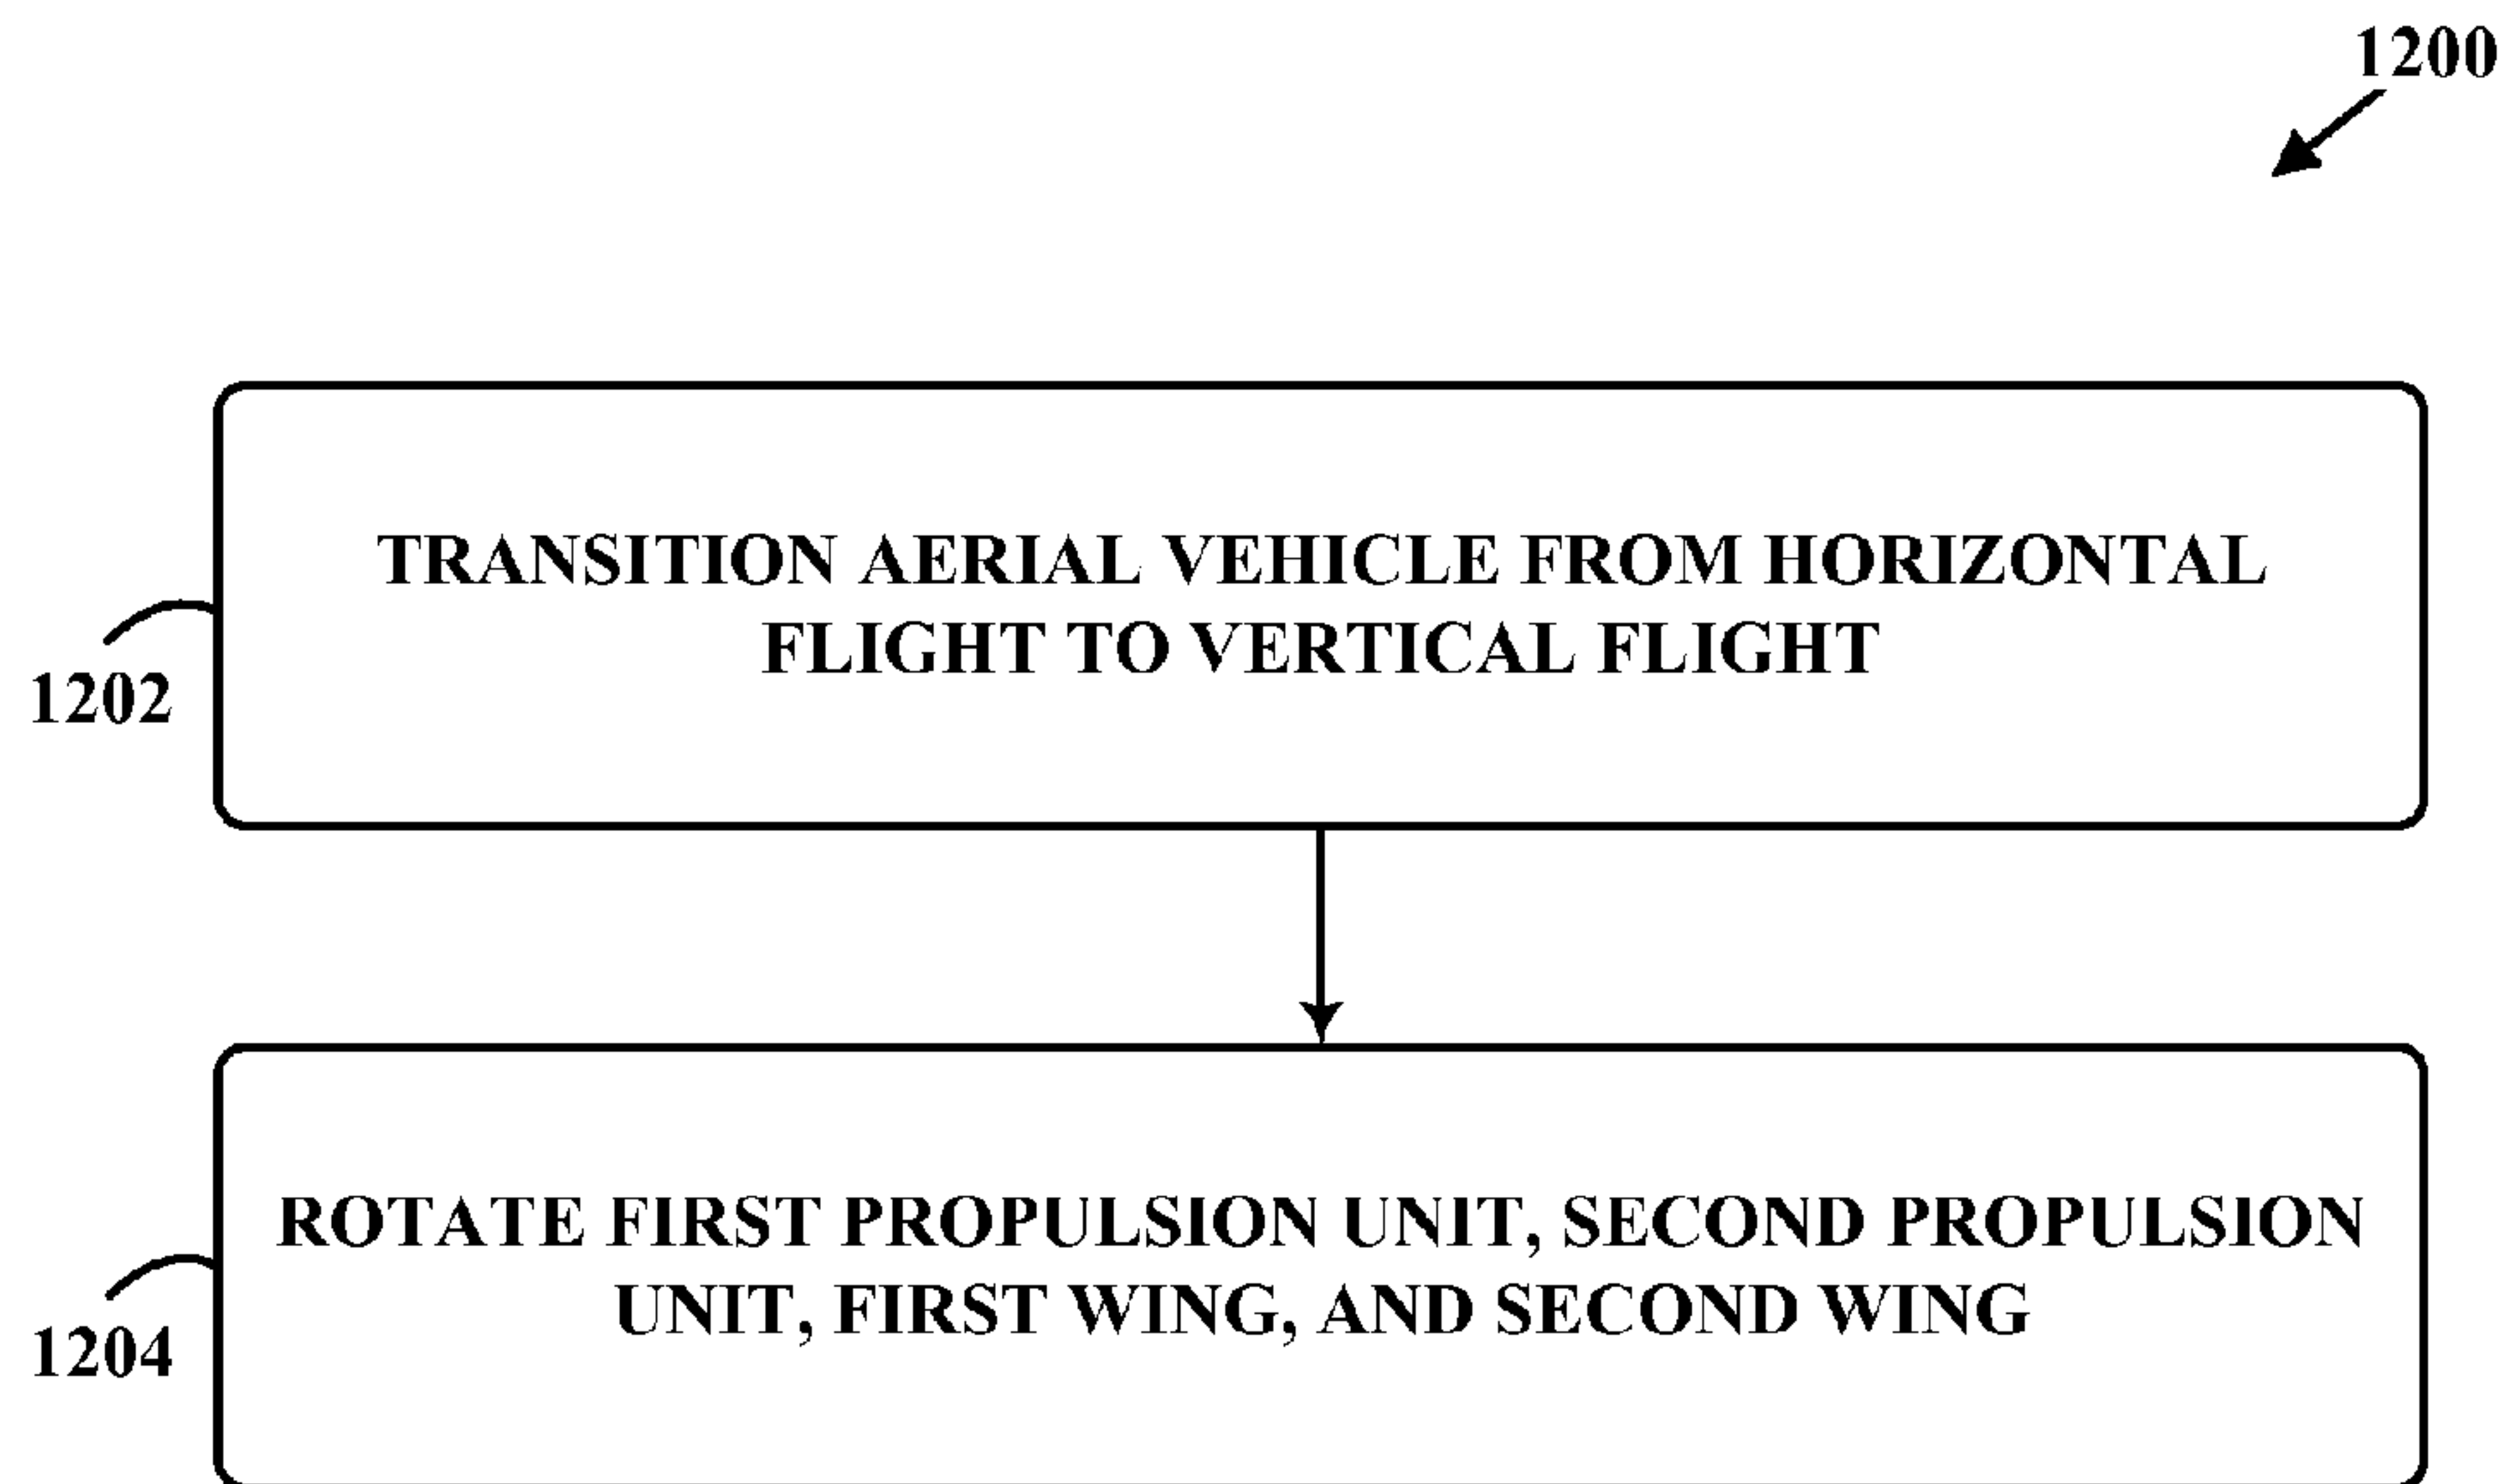 1200
TRANSITION AERIAL VEHICLE FROM HORIZONTAL
FLIGHT TO VERTICAL FLIGHT
1202
ROTATE FIRST PROPULSION UNIT, SECOND PROPULSION
UNIT, FIRST WING, AND SECOND WING
1204